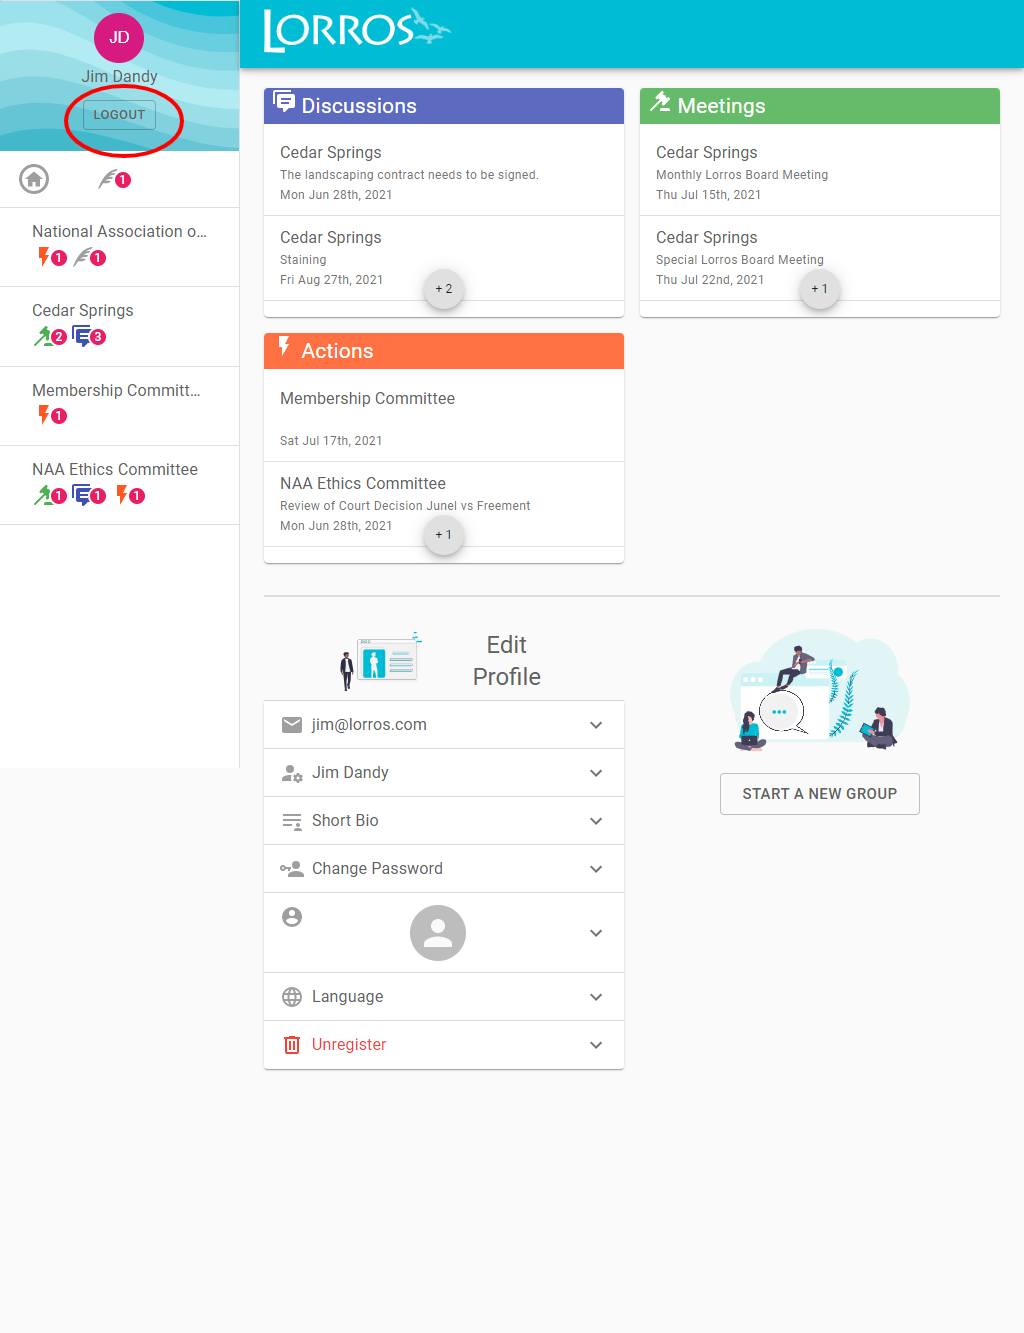 JD
Jim Dandy
LOGOUT
1
National Association o...
1 1
Cedar Springs
2 3
Membership Committ...
1
NAA Ethics Committee
1 1 1
LORROS
Discussions
Cedar Springs
The landscaping contract needs to be signed.
Mon Jun 28th, 2021
Cedar Springs
Staining
Fri Aug 27th, 2021
+ 2
Meetings
Cedar Springs
Monthly Lorros Board Meeting
Thu Jul 15th, 2021
Cedar Springs
Special Lorros Board Meeting
Thu Jul 22nd, 2021
+ 1
Actions
Membership Committee
Sat Jul 17th, 2021
NAA Ethics Committee
Review of Court Decision Junel vs Freement
Mon Jun 28th, 2021
+ 1
Edit
Profile
jim@lorros.com
Jim Dandy
Short Bio
Change Password
Language
Unregister
START A NEW GROUP